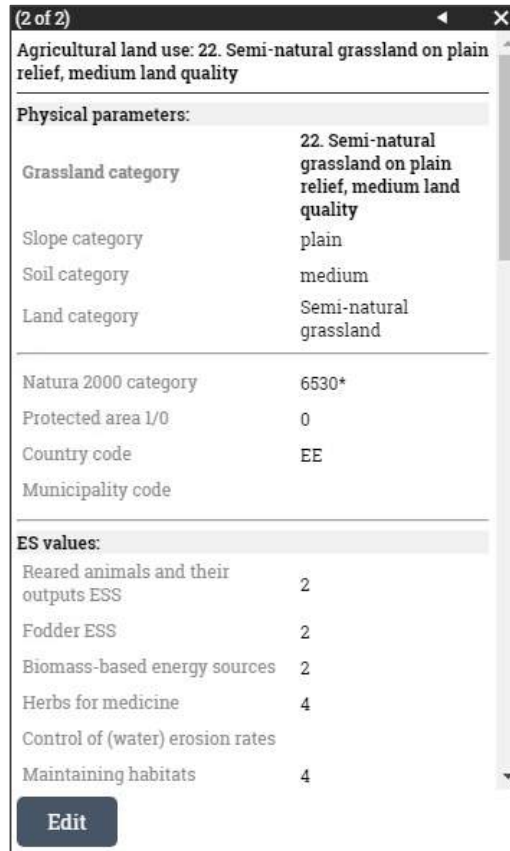 (2 of 2)
Agricultural land use: 22. Semi-natural grassland on plain
relief, medium land quality
Physical parameters:
Grassland category
22. Semi-natural
grassland on plain
relief, medium land
quality
Slope category plain
Soil category medium
Land category
Semi-natural
grassland
Natura 2000 category 6530*
Protected area 1/0 0
Country code EE
Municipality code
ES values:
Reared animals and their
outputs ESS
2
Fodder ESS 2
Biomass-based energy sources 2
Herbs for medicine 4
Control of (water) erosion rates
Maintaining habitats 4
Edit